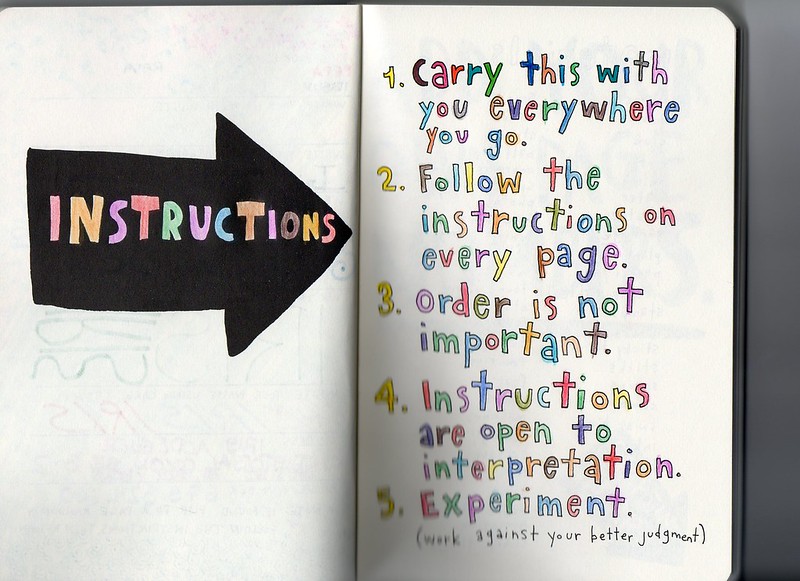 INSTRUCTIONS
1. Carry this with
you everywhere
you go.
2. Follow the
instructions on
every page.
3. Order is not
important.
4. Instructions
are open to
interpretation.
5. Experiment.
(work against your better judgment)